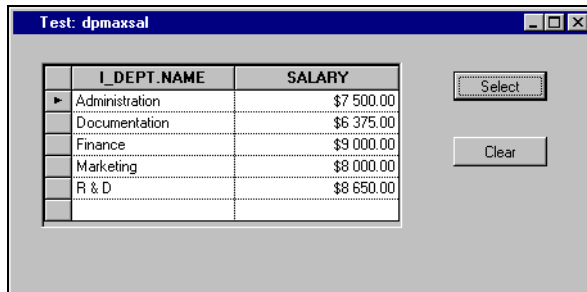 Test: dpmaxsal
I_DEPT.NAME SALARY
Administration $7 500.00
Documentation $6 375.00
Finance $9 000.00
Marketing $8 000.00
R & D $8 650.00
Select
Clear